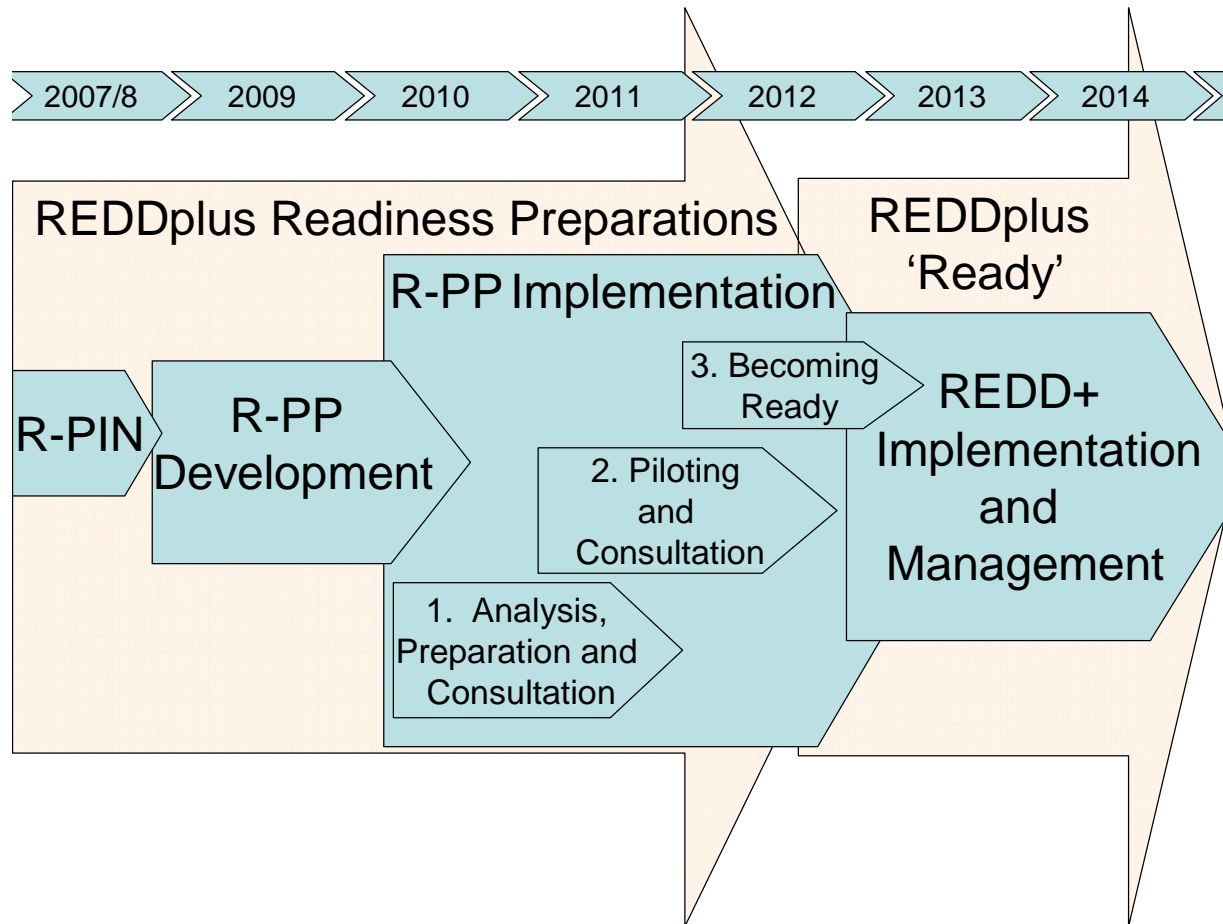 2007/8 2009 2010 2011 2012 2013 2014
REDDplus Readiness Preparations
REDDplus
‘Ready’
R-PP Implementation
R-PIN
R-PP
Development
3. Becoming
Ready
2. Piloting
and
Consultation
1. Analysis,
Preparation and
Consultation
REDD+
Implementation
and
Management